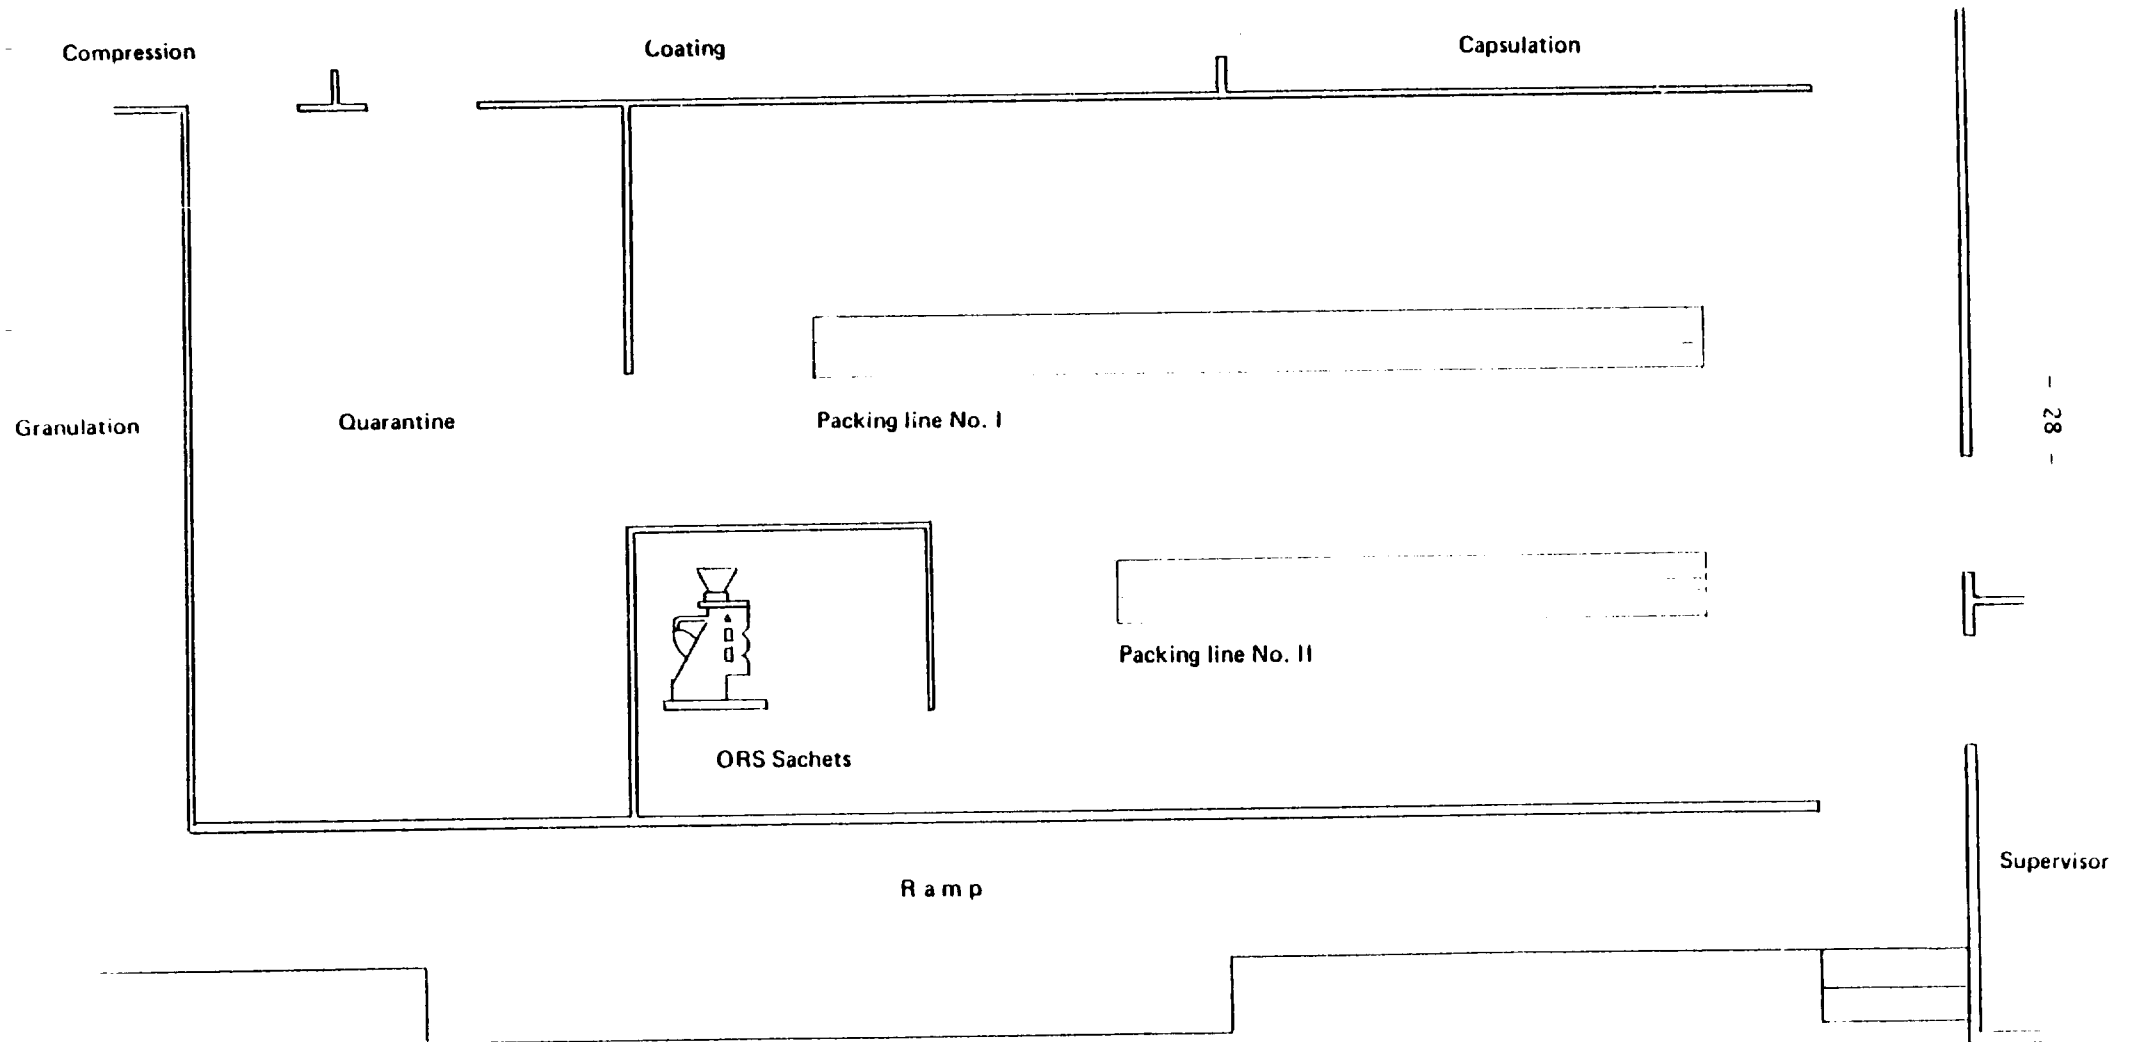 Compression
Coating
Capsulation
Granulation
Quarantine
Packing line No. I
- 28 -
Packing line No. II
ORS Sachets
Ramp
Supervisor